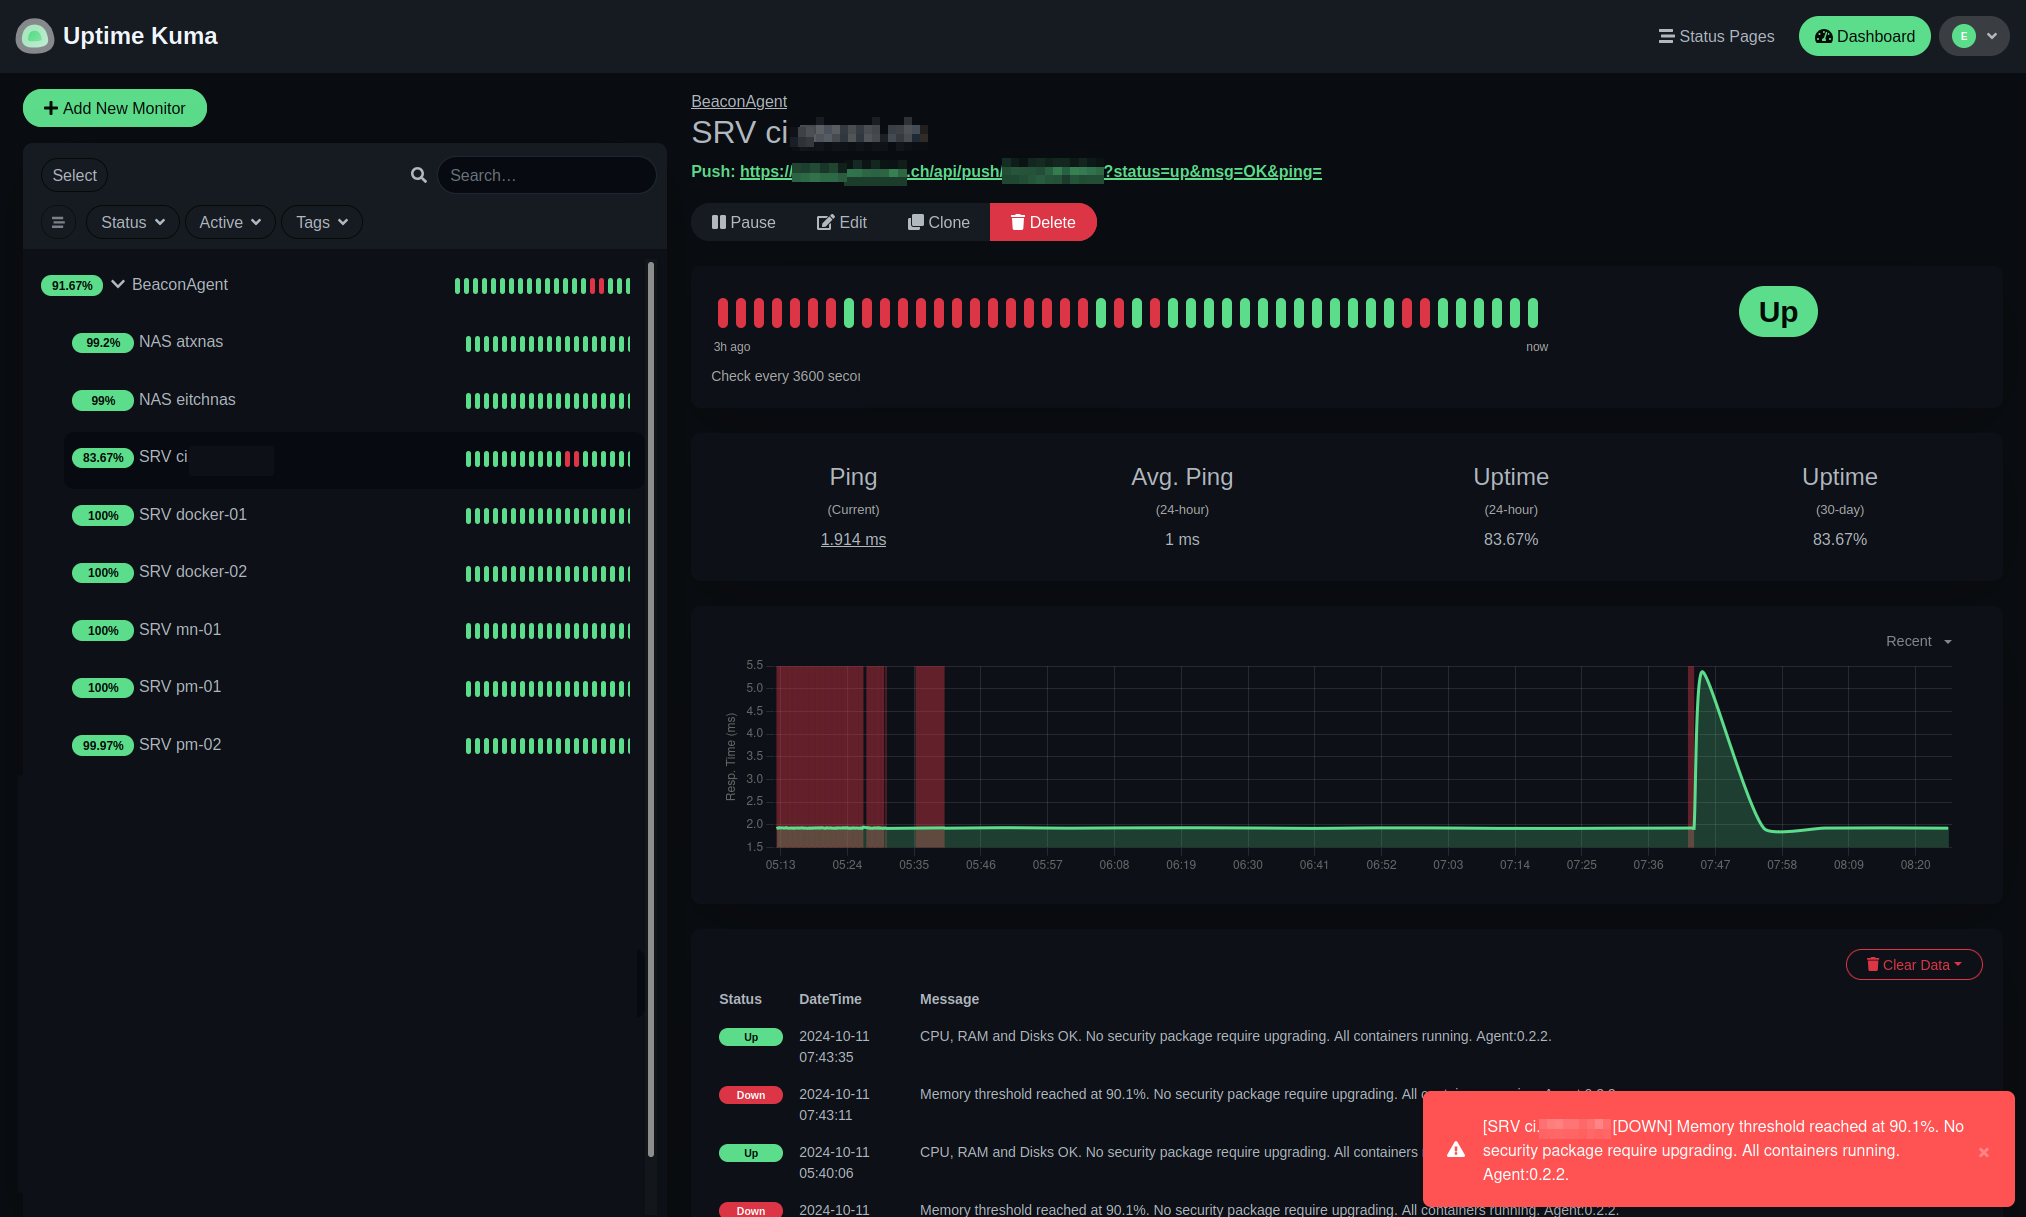 Uptime Kuma
Status Pages
Dashboard
E
Add New Monitor
Select
Search…
Status
Active
Tags
91.67% BeaconAgent
99.2% NAS atxnas
99% NAS eitchnas
83.67% SRV ci
100% SRV docker-01
100% SRV docker-02
100% SRV mn-01
100% SRV pm-01
99.97% SRV pm-02
BeaconAgent
SRV ci
Push: https:// .ch/api/push/ ?status=up&msg=OK&ping=
Pause Edit Clone Delete
Up
3h ago now
Check every 3600
Ping Avg. Ping Uptime Uptime
(Current) (24-hour) (24-hour) (30-day)
1.914 ms 1 ms 83.67% 83.67%
Recent
Resp. Time (ms)
5.5
5.0
4.5
4.0
3.5
3.0
2.5
2.0
1.5
05:13 05:24 05:35 05:46 05:57 06:08 06:19 06:30 06:41 06:52 07:03 07:14 07:25 07:36 07:47 07:58 08:09 08:20
Clear Data
Status DateTime Message
Up 2024-10-11 CPU, RAM and Disks OK. No security package require upgrading. All containers running. Agent:0.2.2.
07:43:35
Down 2024-10-11 Memory threshold reached at 90.1%. No security package require upgrading. All
07:43:11
Up 2024-10-11 CPU, RAM and Disks OK. No security package require upgrading. All containers
05:40:06
Down 2024-10-11 Memory threshold reached at 90.1%. No security package require upgrading. All containers running. Agent:0.2.2.
[SRV ci. [DOWN] Memory threshold reached at 90.1%. No
security package require upgrading. All containers running.
Agent:0.2.2.